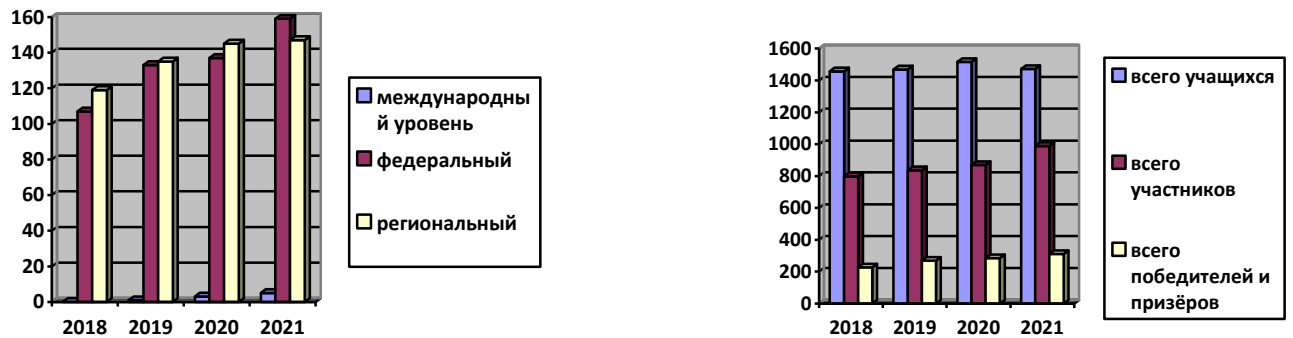 160
140
120
100
80
60
40
20
0
2018 2019 2020 2021
международны
й уровень
федеральный
региональный
1600
1400
1200
1000
800
600
400
200
0
2018 2019 2020 2021
всего учащихся
всего
участников
всего
победителей и
призёров